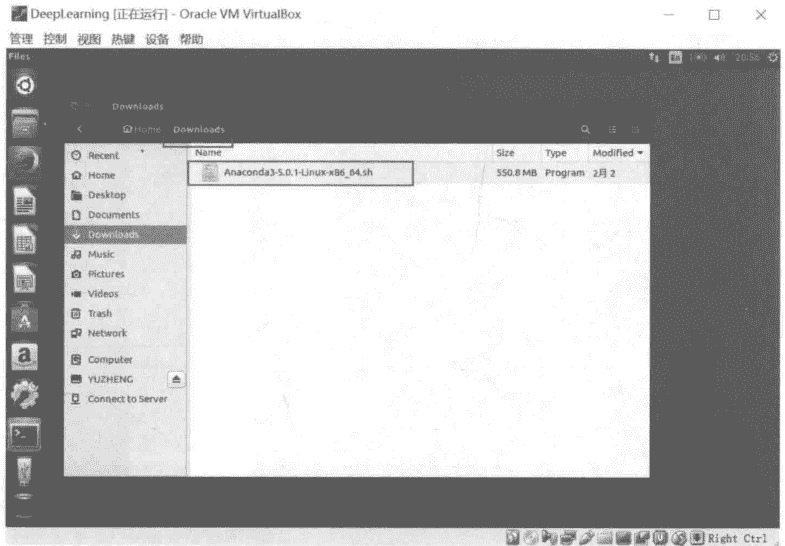 DeepLearning [正在运行] - Oracle VM VirtualBox
管理 控制 视图 热键 设备 帮助
Files
En 20:56
Downloads
Home Downloads
Name Size Type Modified
Anaconda3-5.0.1-Linux-x86_64.sh 550.8 MB Program 2月 2
Recent
Home
Desktop
Documents
Downloads
Music
Pictures
Videos
Trash
Network
Computer
YUZHENG
Connect to Server
Right Ctrl